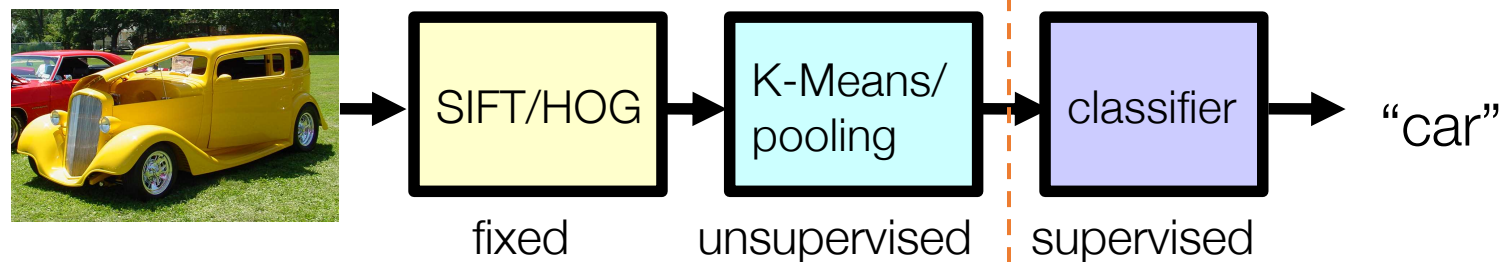 SIFT/HOG
K-Means/
pooling
classifier
“car”
fixed
unsupervised
supervised